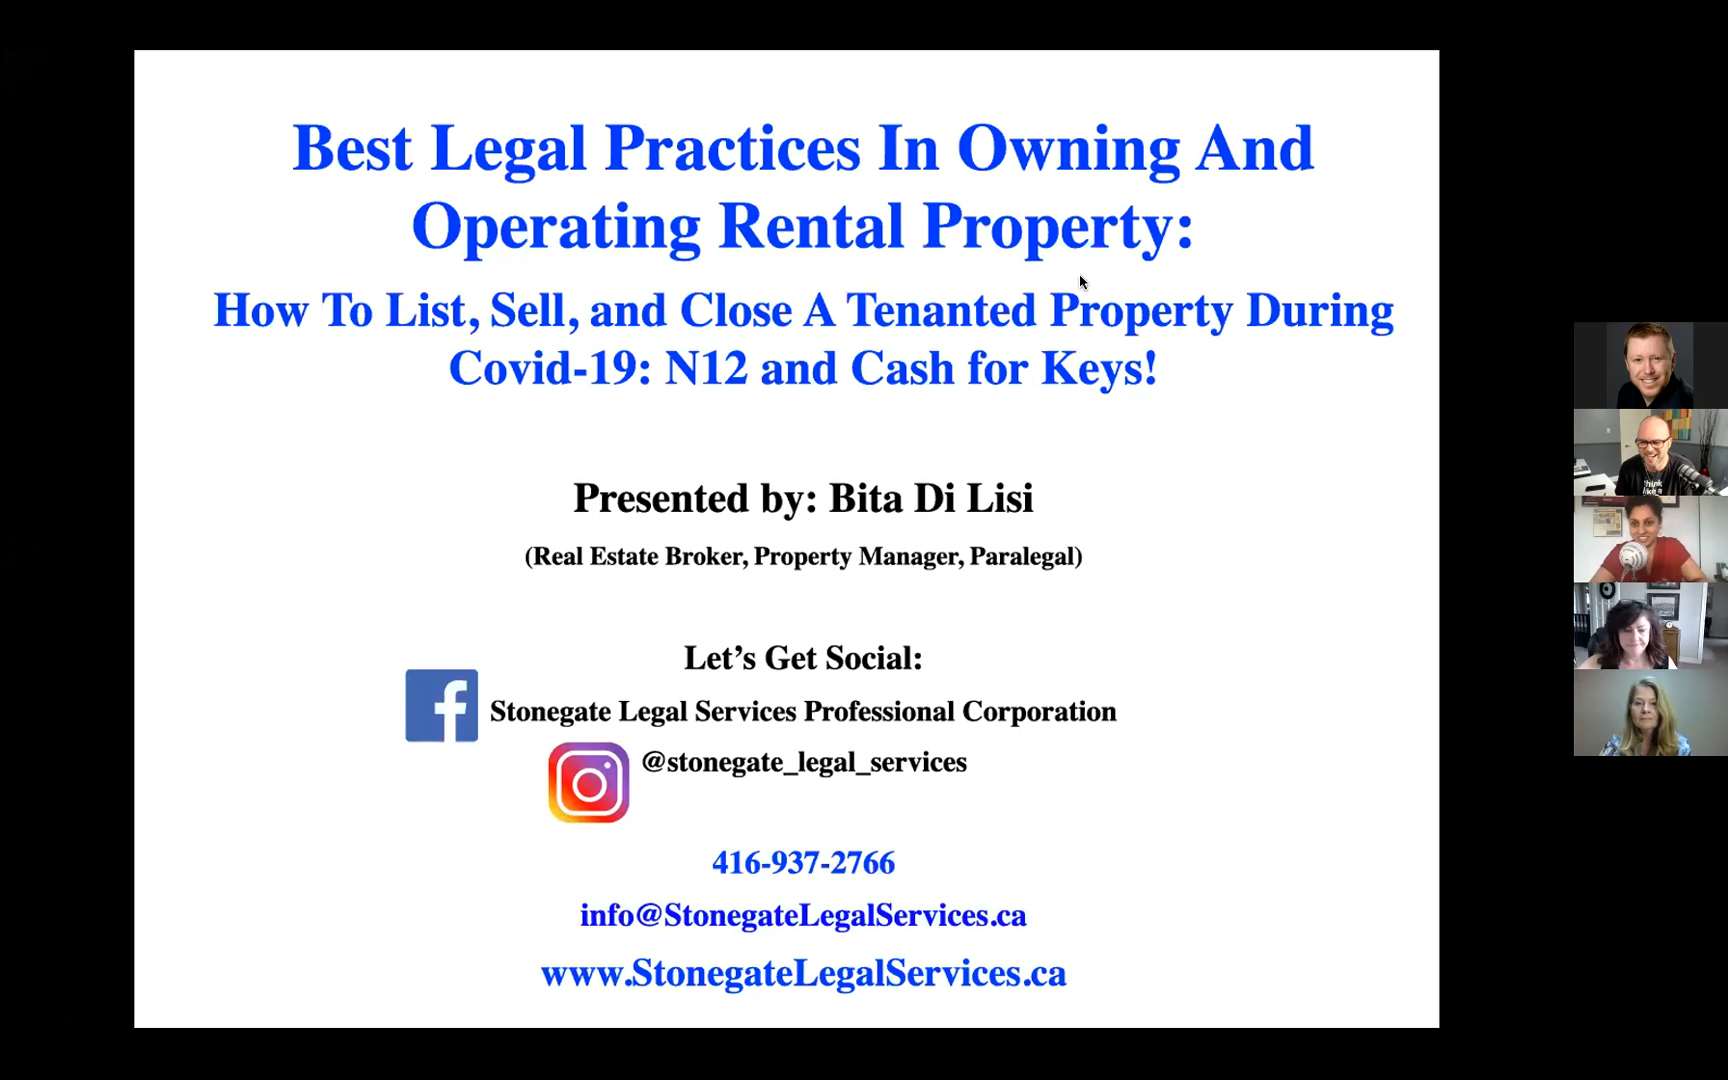 Best Legal Practices In Owning And
Operating Rental Property:
How To List, Sell, and Close A Tenanted Property During
Covid-19: N12 and Cash for Keys!
Presented by: Bita Di Lisi
(Real Estate Broker, Property Manager, Paralegal)
Let’s Get Social:
Stonegate Legal Services Professional Corporation
@stonegate_legal_services
416-937-2766
info@StonegateLegalServices.ca
www.StonegateLegalServices.ca
think
like a